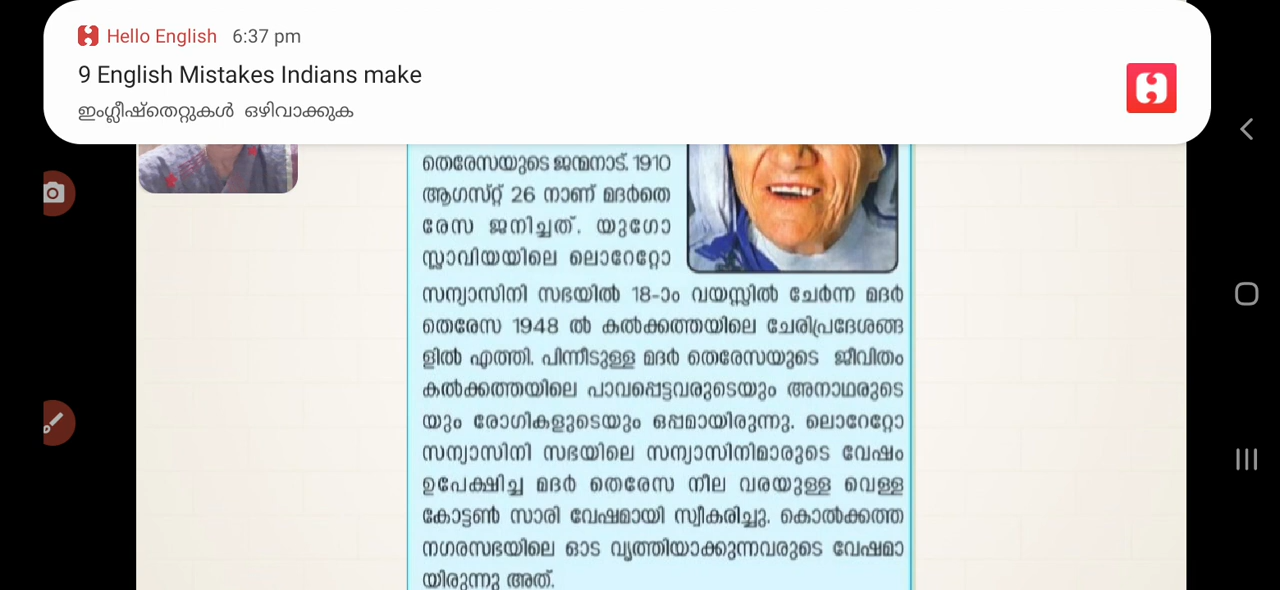 Hello English 6:37 pm
9 English Mistakes Indians make
ഇംഗ്ലീഷ്തെറ്റുകൾ ഒഴിവാക്കുക
തെരേസയുടെ ജന്മനാട്. 1910
ആഗസ്റ്റ് 26 നാണ് മദർതെ
രേസ ജനിച്ചത്. യുഗോ
സ്ലാവിയയിലെ ലൊറേറ്റോ
സന്യാസിനി സഭയിൽ 18-ാം വയസ്സിൽ ചേർന്ന മദർ
തെരേസ 1948 ൽ കൽക്കത്തയിലെ ചേരിപ്രദേശങ്ങ
ളിൽ എത്തി. പിന്നീടുള്ള മദർ തെരേസയുടെ ജീവിതം
കൽക്കത്തയിലെ പാവപ്പെട്ടവരുടെയും അനാഥരുടെ
യും രോഗികളുടെയും ഒപ്പമായിരുന്നു. ലൊറേറ്റോ
സന്യാസിനി സഭയിലെ സന്യാസിനിമാരുടെ വേഷം
ഉപേക്ഷിച്ച മദർ തെരേസ നീല വരയുള്ള വെള്ള
കോട്ടൺ സാരി വേഷമായി സ്വീകരിച്ചു. കൊൽക്കത്ത
നഗരസഭയിലെ ഓട വൃത്തിയാക്കുന്നവരുടെ വേഷമാ
യിരുന്നു അത്.